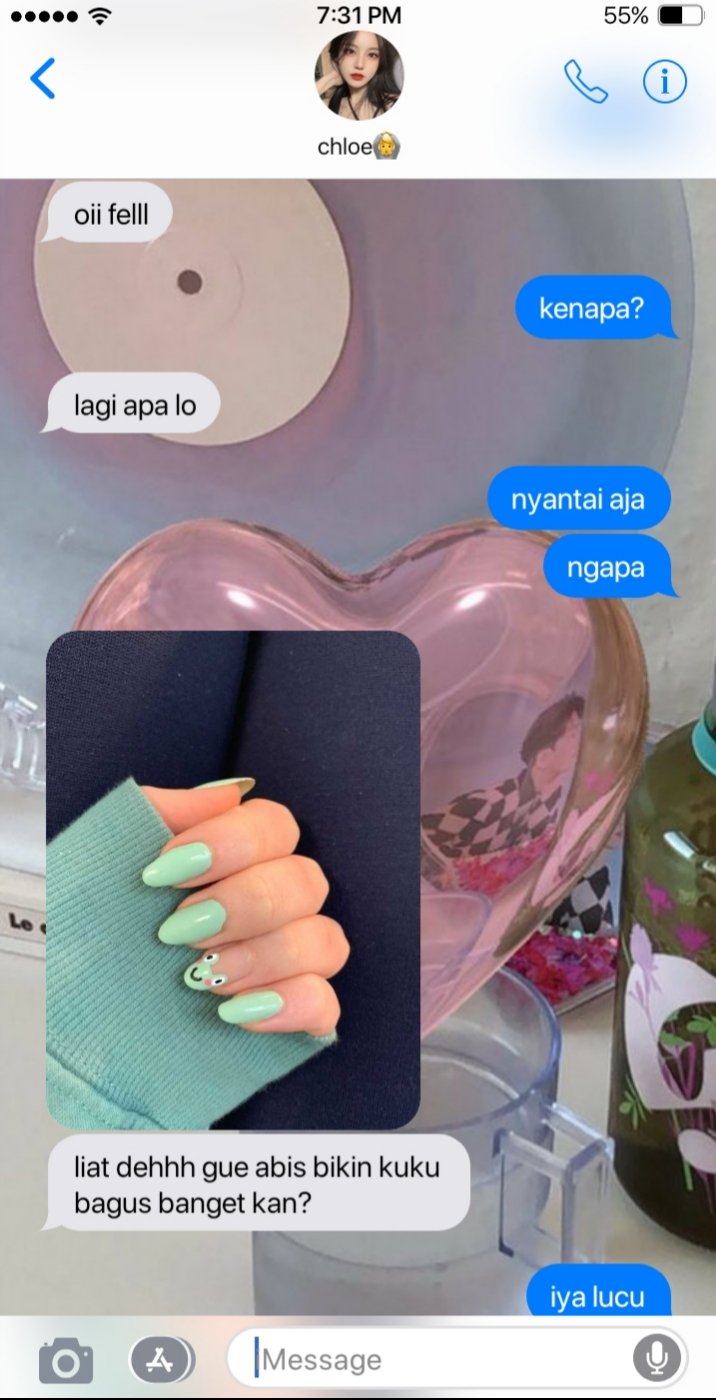 7:31 PM
55%
chloe👵
oii felll
kenapa?
lagi apa lo
nyantai aja
ngapa
liat dehhh gue abis bikin kuku
bagus banget kan?
iya lucu
Message